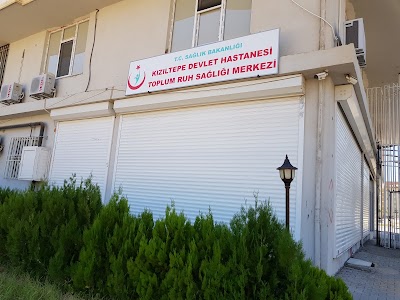 T.C. SAĞLIK BAKANLIĞI
KIZILTEPE DEVLET HASTANESİ
TOPLUM RUH SAĞLIĞI MERKEZİ